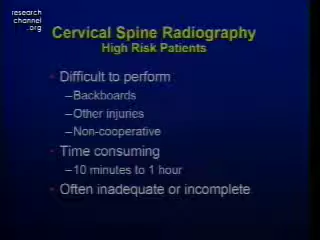 research
channel
.org
Cervical Spine Radiography
High Risk Patients
• Difficult to perform
–Backboards
–Other injuries
–Non-cooperative
• Time consuming
–10 minutes to 1 hour
• Often inadequate or incomplete